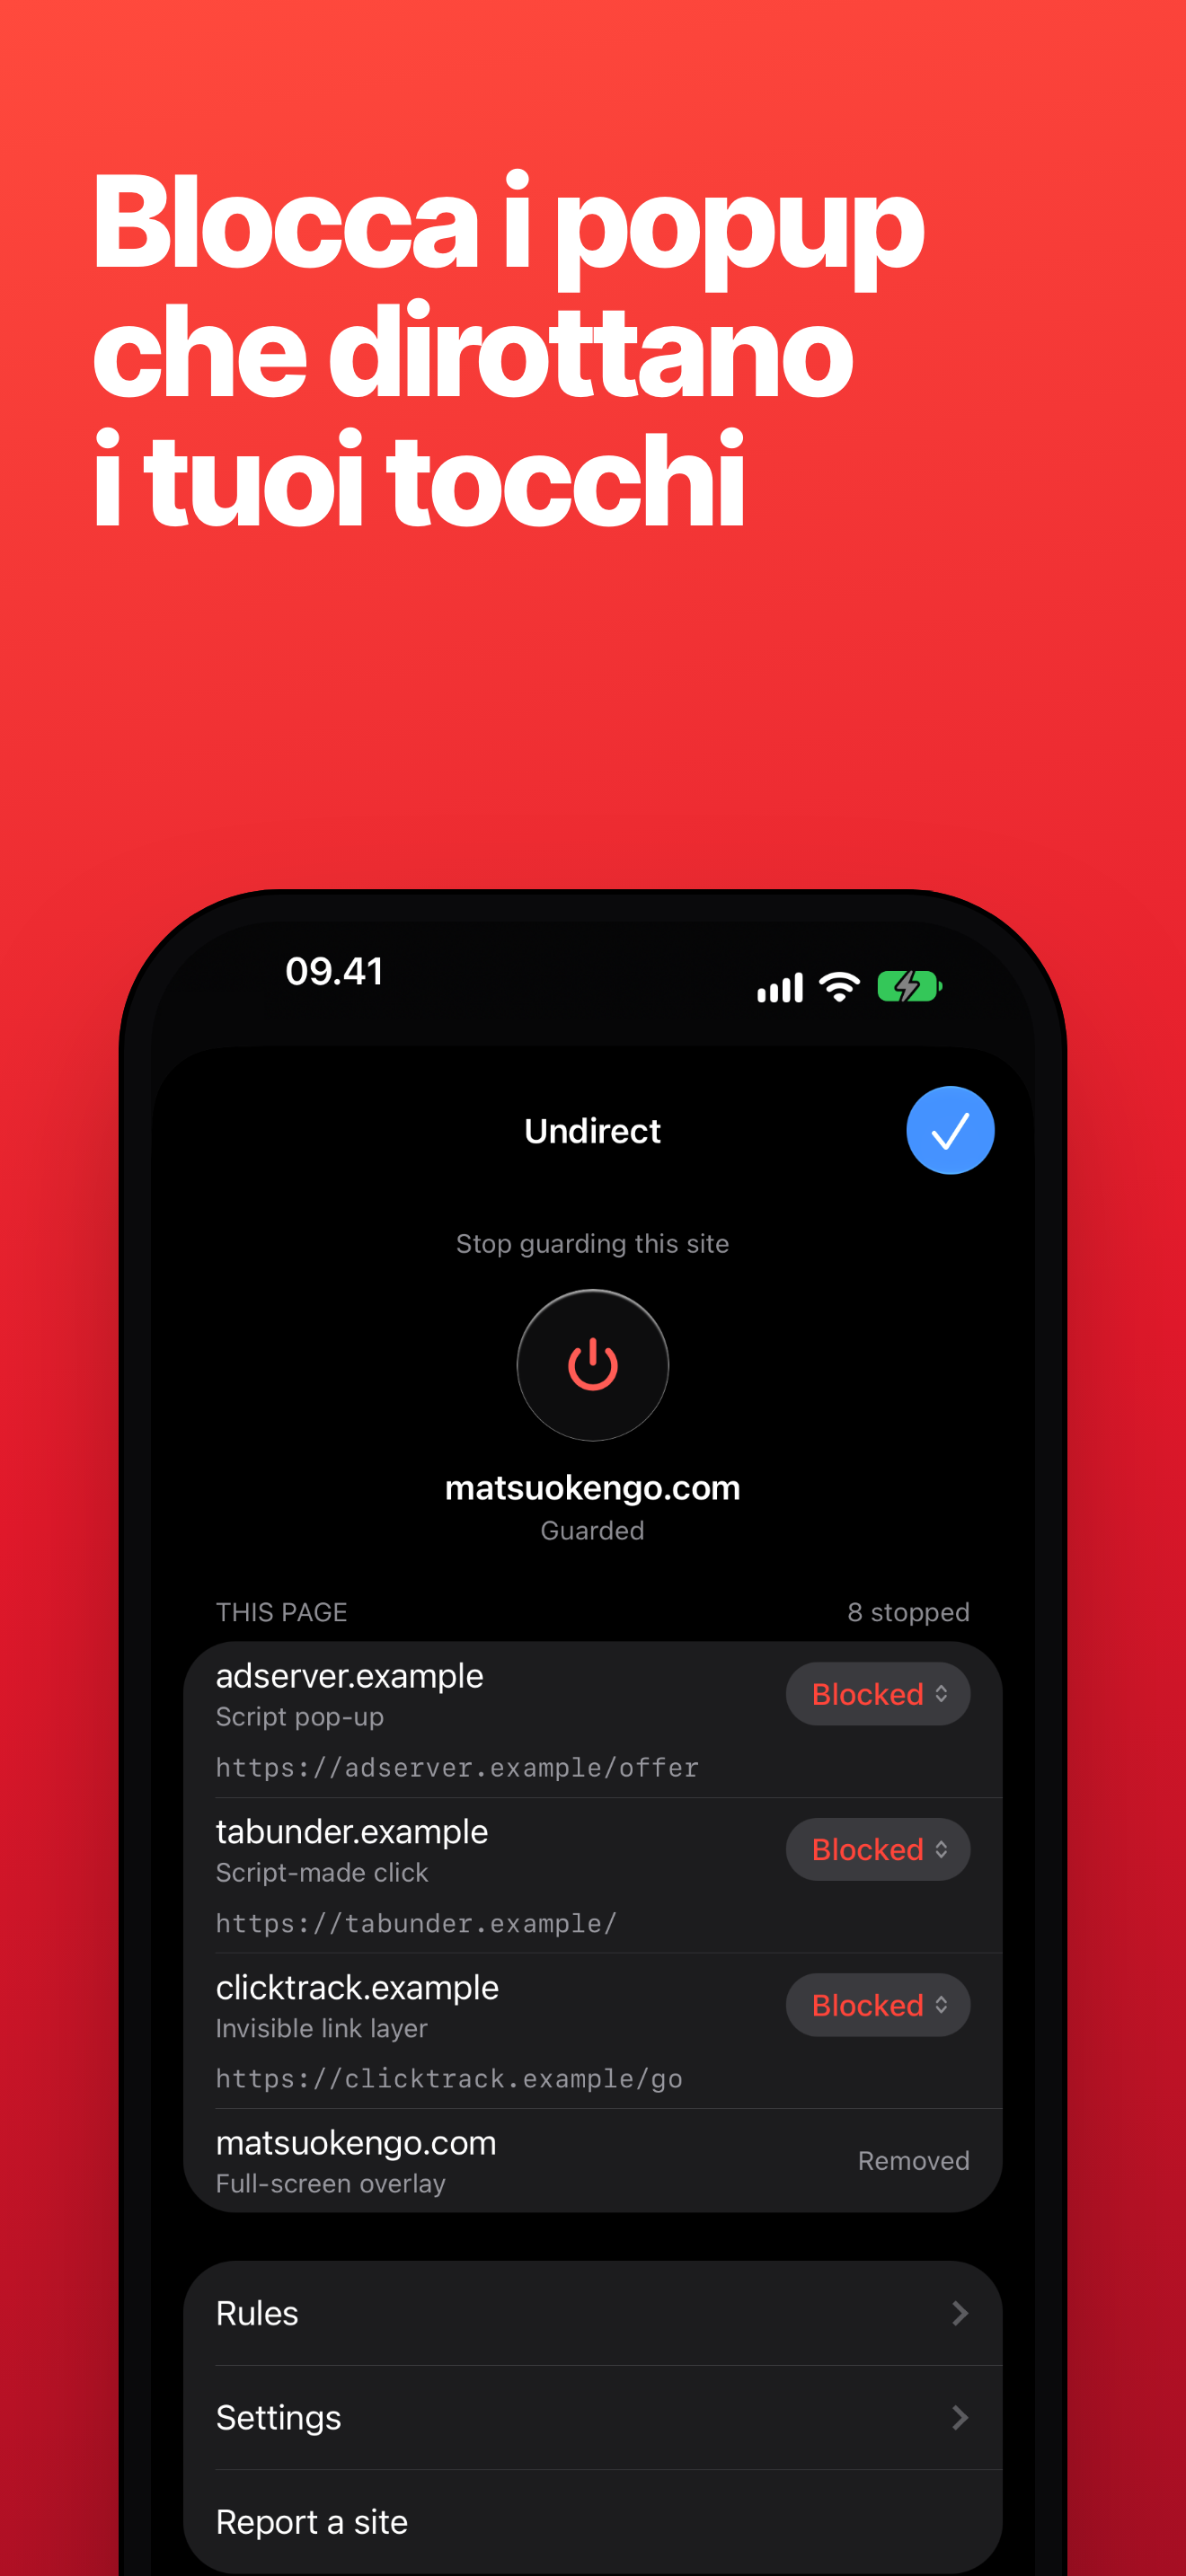 Blocca i popup
che dirottano
i tuoi tocchi
09.41
Undirect
Stop guarding this site
matsuokengo.com
Guarded
THIS PAGE 8 stopped
adserver.example Blocked
Script pop-up
https://adserver.example/offer
tabunder.example Blocked
Script-made click
https://tabunder.example/
clicktrack.example Blocked
Invisible link layer
https://clicktrack.example/go
matsuokengo.com Removed
Full-screen overlay
Rules
Settings
Report a site